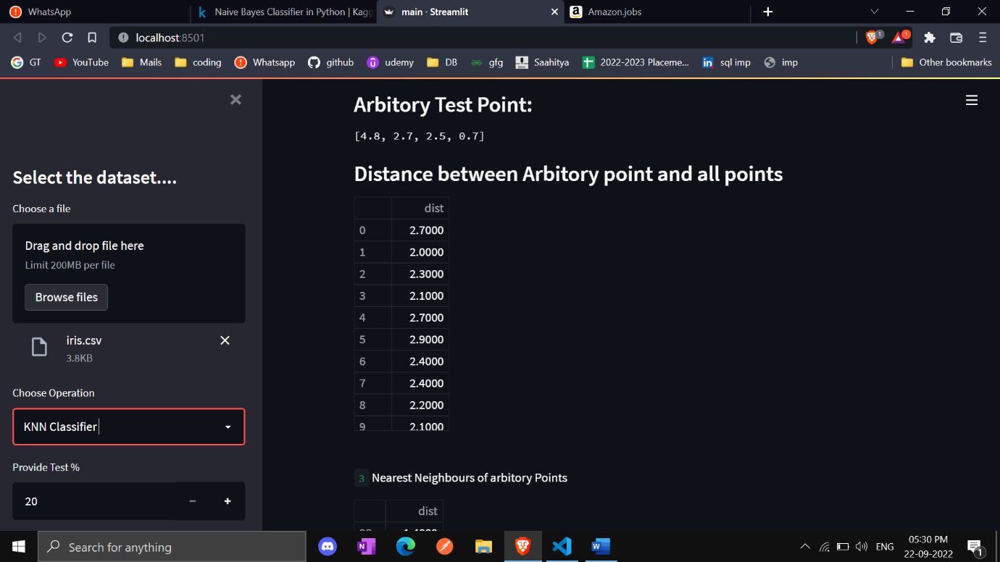 WhatsApp
Naive Bayes Classifier in Python | Kagg
main · Streamlit
Amazon.jobs
localhost:8501
1
1
GT
YouTube
Mails
coding
Whatsapp
github
udemy
DB
gfg
Saahitya
2022-2023 Placeme...
sql imp
imp
Other bookmarks
Select the dataset....
Choose a file
Drag and drop file here
Limit 200MB per file
Browse files
iris.csv
3.8KB
Choose Operation
KNN Classifier
Provide Test %
20
Arbitory Test Point:
[4.8, 2.7, 2.5, 0.7]
Distance between Arbitory point and all points
dist
0 2.7000
1 2.0000
2 2.3000
3 2.1000
4 2.7000
5 2.9000
6 2.4000
7 2.4000
8 2.2000
9 2.1000
3 Nearest Neighbours of arbitory Points
dist
Search for anything
ENG
05:30 PM
22-09-2022
1